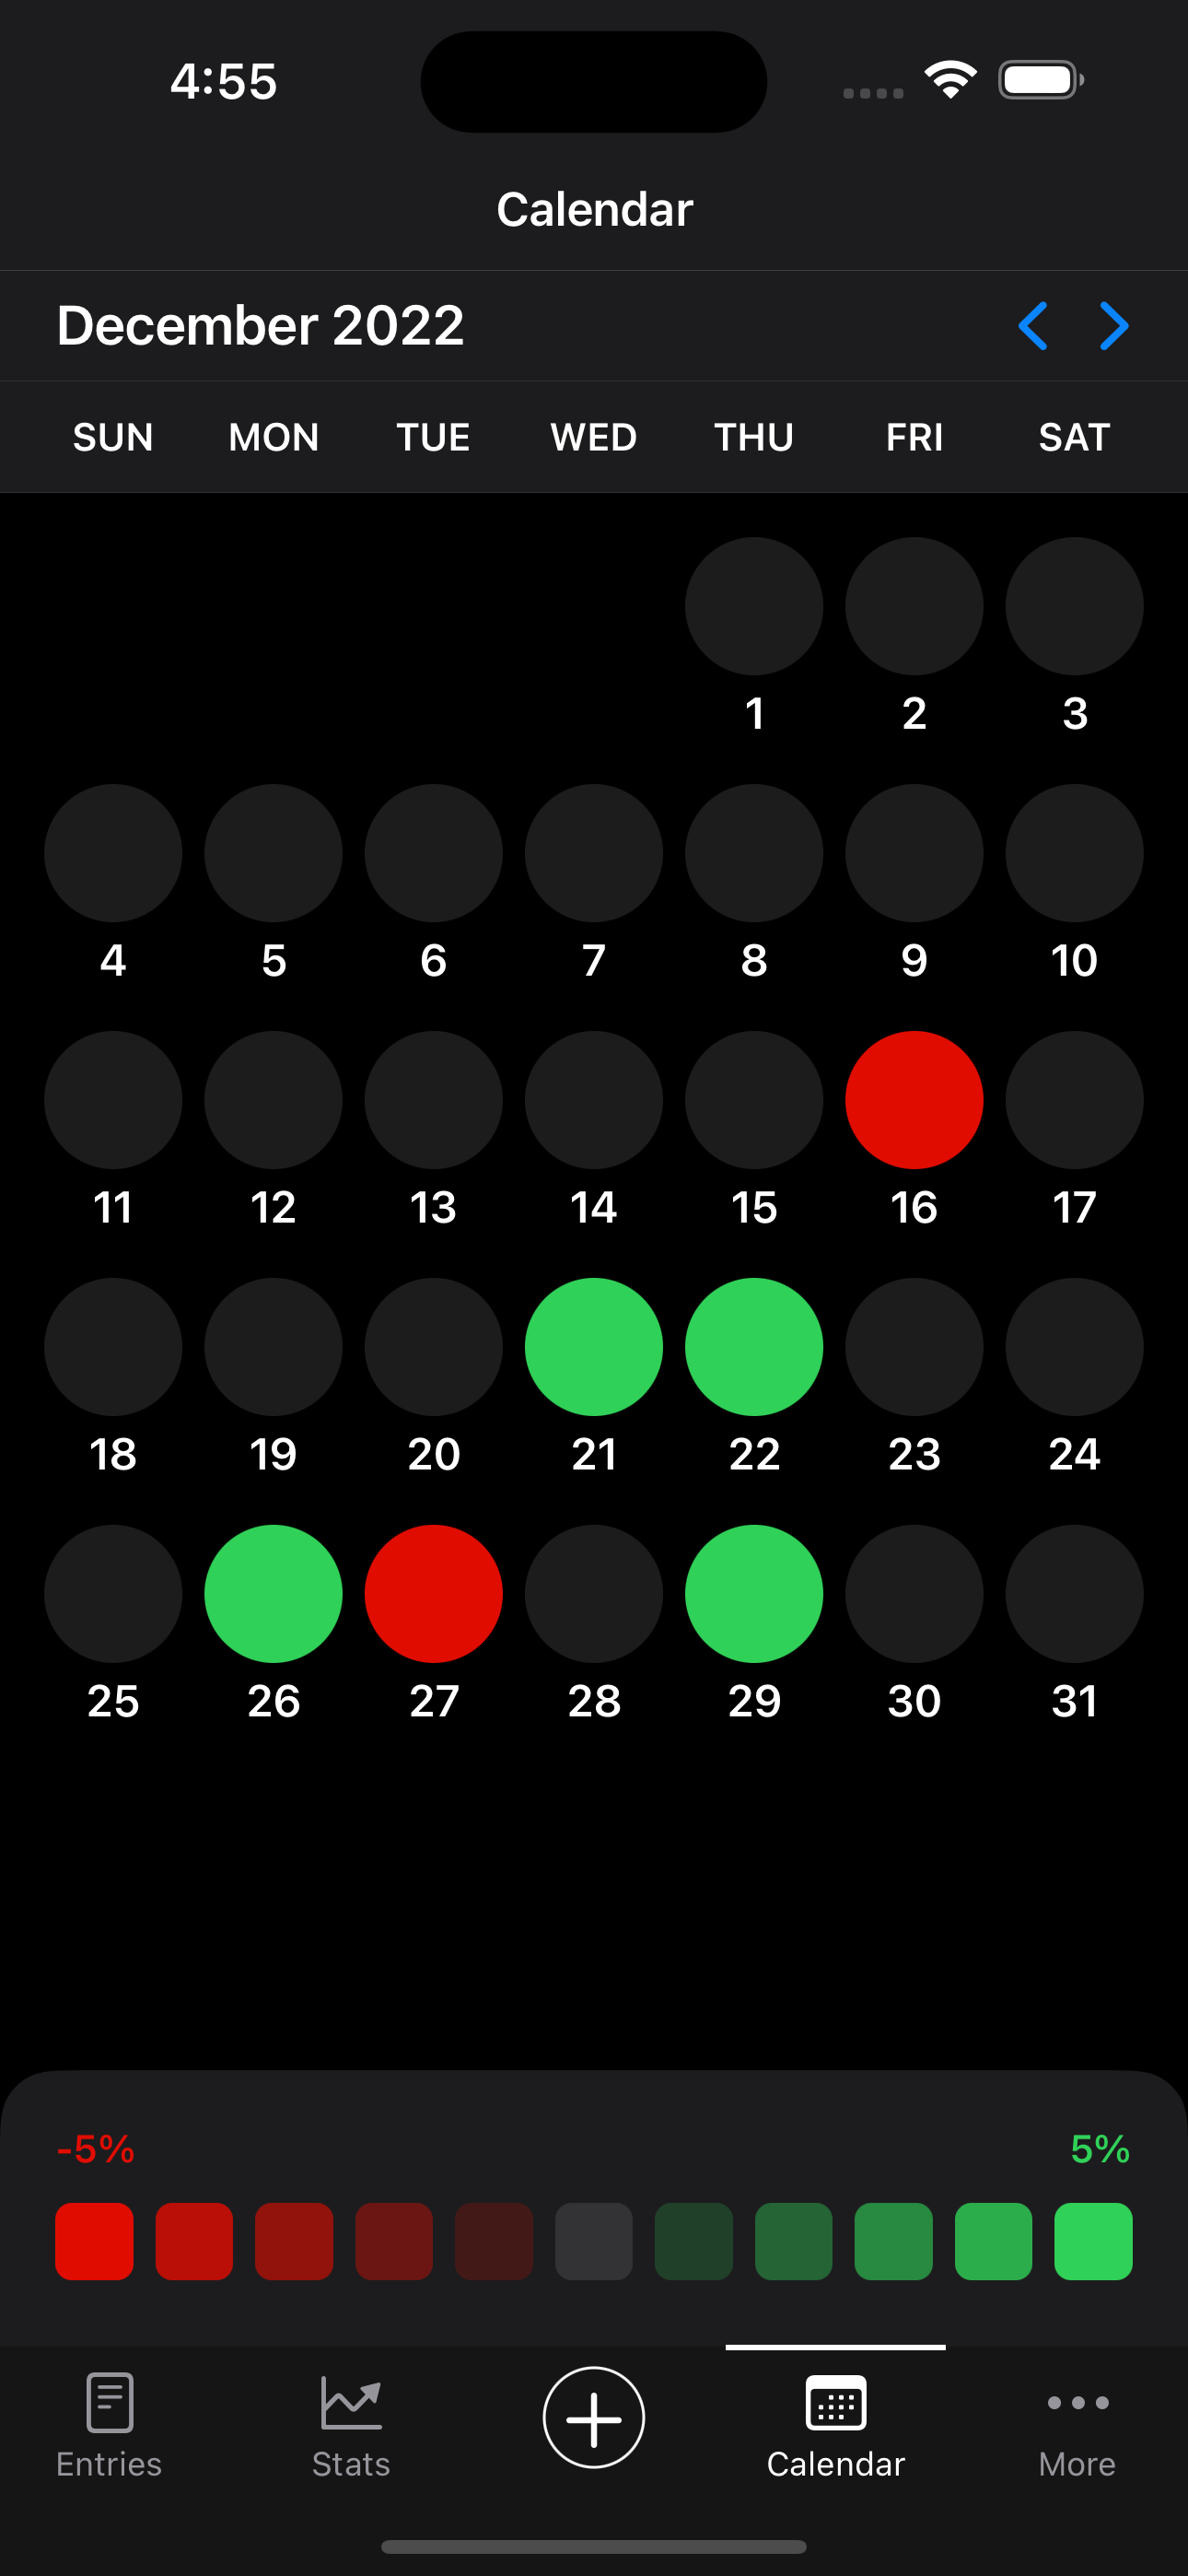 4:55
Calendar
December 2022
SUN MON TUE WED THU FRI SAT
1 2 3
4 5 6 7 8 9 10
11 12 13 14 15 16 17
18 19 20 21 22 23 24
25 26 27 28 29 30 31
-5% 5%
Entries Stats Calendar More